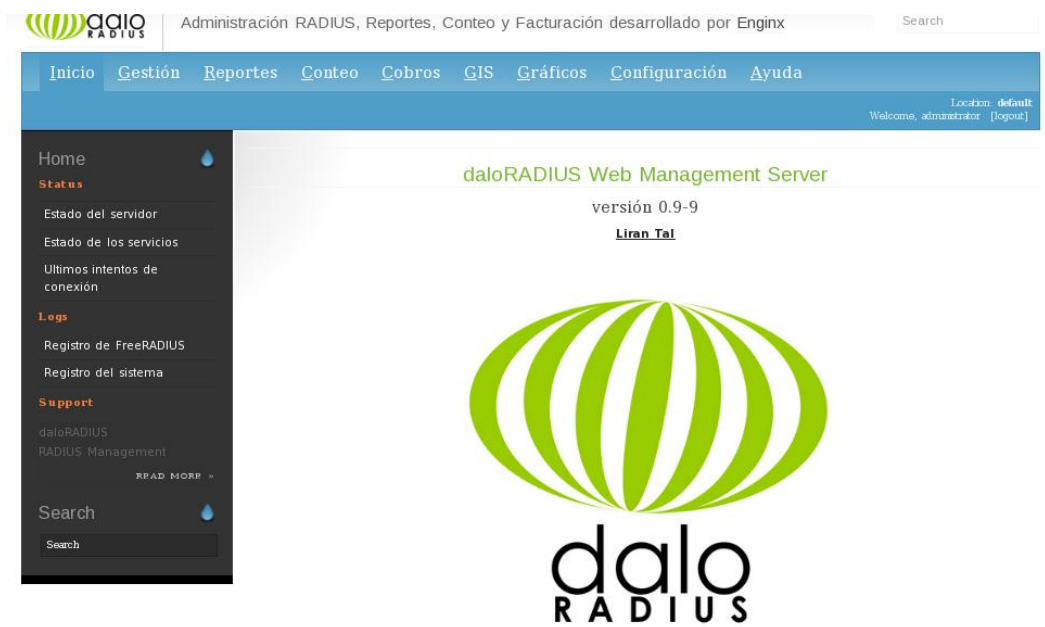 dalo
RADIUS
Administración RADIUS, Reportes, Conteo y Facturación desarrollado por Enginx
Search
Inicio Gestión Reportes Conteo Cobros GIS Gráficos Configuración Ayuda
Location: default
Welcome, administrator [logout]
Home
Status
Estado del servidor
Estado de los servicios
Ultimos intentos de
conexión
Logs
Registro de FreeRADIUS
Registro del sistema
Support
daloRADIUS
RADIUS Management
READ MORE »
Search
Search
daloRADIUS Web Management Server
versión 0.9-9
Liran Tal
dalo
RADIUS